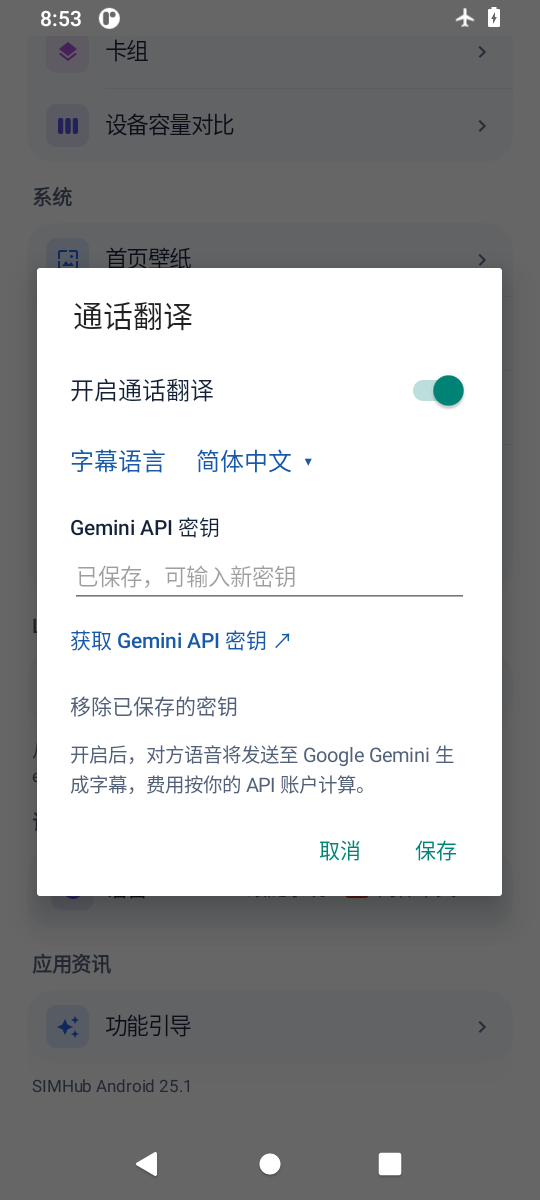 8:53
卡组
设备容量对比
系统
首页壁纸
通话翻译
开启通话翻译
字幕语言 简体中文 ▾
Gemini API 密钥
已保存，可输入新密钥
获取 Gemini API 密钥 ↗
移除已保存的密钥
开启后，对方语音将发送至 Google Gemini 生
成字幕，费用按你的 API 账户计算。
取消 保存
应用资讯
功能引导
SIMHub Android 25.1